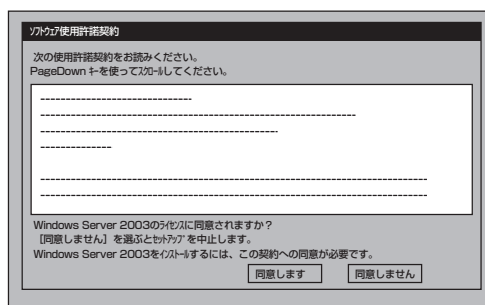 ソフトウェア使用許諾契約
次の使用許諾契約をお読みください。
PageDown キーを使ってスクロールしてください。
Windows Server 2003のライセンスに同意されますか？
［同意しません］を選ぶとセットアップを中止します。
Windows Server 2003をインストールするには、この契約への同意が必要です。
同意します
同意しません